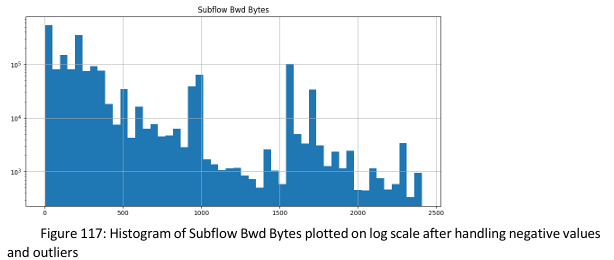 Subflow Bwd Bytes
10⁵
10⁴
10³
0 500 1000 1500 2000 2500
Figure 117: Histogram of Subflow Bwd Bytes plotted on log scale after handling negative values
and outliers